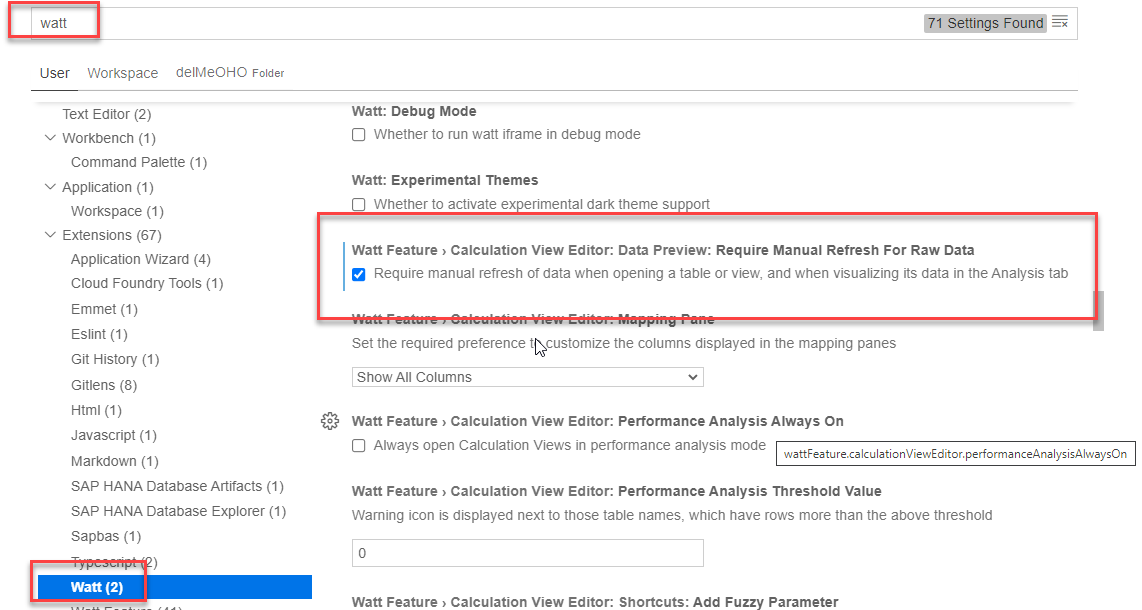 watt
71 Settings Found
User
Workspace
delMeOHO Folder
Text Editor (2)
Workbench (1)
Command Palette (1)
Application (1)
Workspace (1)
Extensions (67)
Application Wizard (4)
Cloud Foundry Tools (1)
Emmet (1)
Eslint (1)
Git History (1)
Gitlens (8)
Html (1)
Javascript (1)
Markdown (1)
SAP HANA Database Artifacts (1)
SAP HANA Database Explorer (1)
Sapbas (1)
Typescript (2)
Watt (2)
Watt Feature (41)
Watt: Debug Mode
Whether to run watt iframe in debug mode
Watt: Experimental Themes
Whether to activate experimental dark theme support
Watt Feature › Calculation View Editor: Data Preview: Require Manual Refresh For Raw Data
Require manual refresh of data when opening a table or view, and when visualizing its data in the Analysis tab
Watt Feature › Calculation View Editor: Mapping Pane
Set the required preference to customize the columns displayed in the mapping panes
Show All Columns
Watt Feature › Calculation View Editor: Performance Analysis Always On
Always open Calculation Views in performance analysis mode
wattFeature.calculationViewEditor.performanceAnalysisAlwaysOn
Watt Feature › Calculation View Editor: Performance Analysis Threshold Value
Warning icon is displayed next to those table names, which have rows more than the above threshold
0
Watt Feature › Calculation View Editor: Shortcuts: Add Fuzzy Parameter